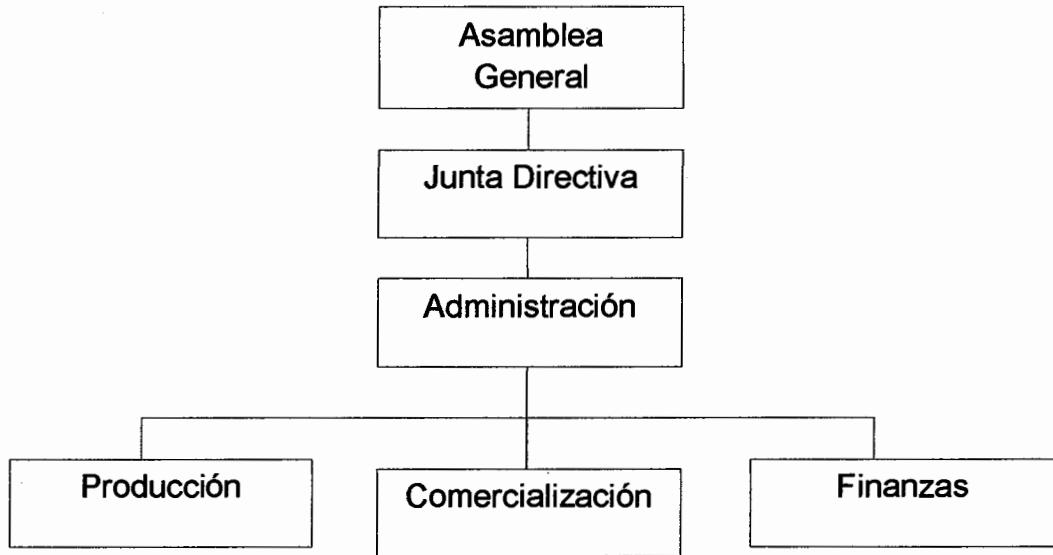 Asamblea
General
Junta Directiva
Administración
Producción
Comercialización
Finanzas